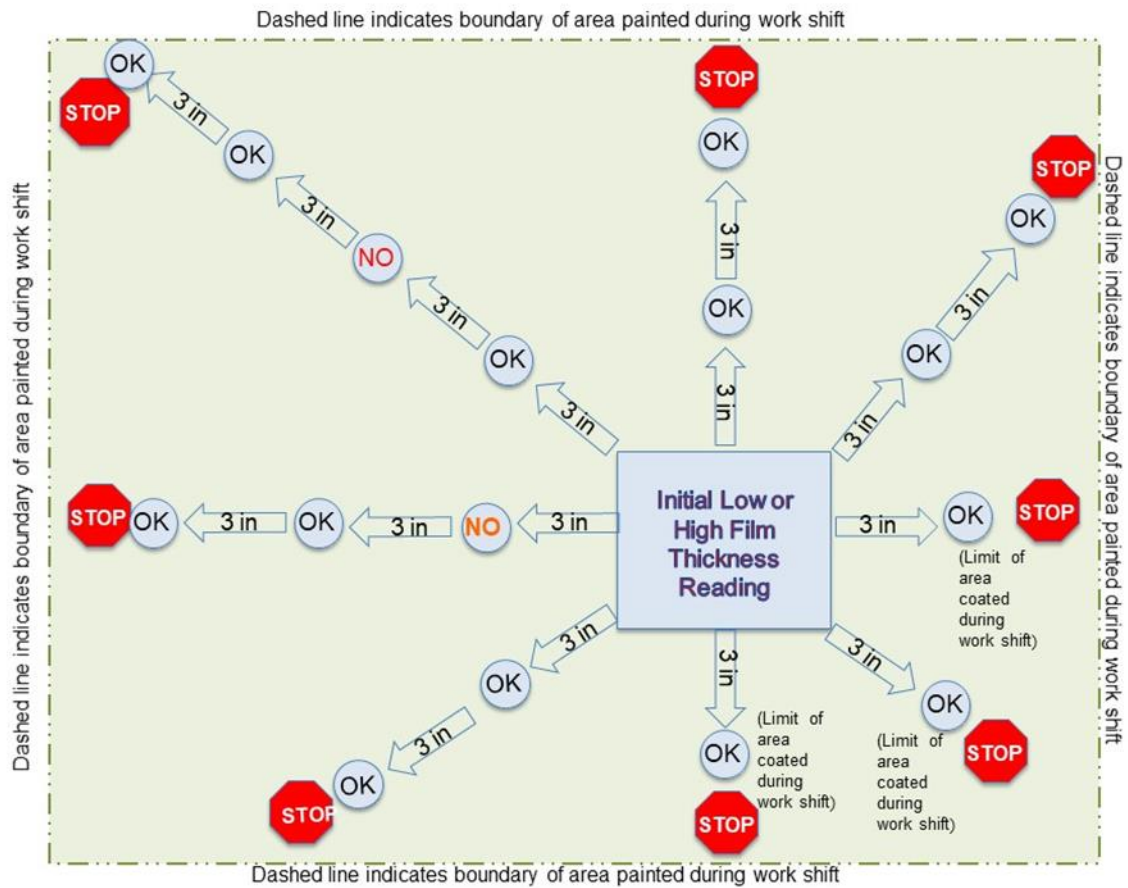 Dashed line indicates boundary of area painted during work shift
OK
STOP
3 in
OK
3 in
NO
3 in
OK
3 in
STOP
OK
3 in
OK
3 in
STOP
OK
3 in
OK
3 in
Dashed line indicates boundary of area painted during work shift
Dashed line indicates boundary of area painted during work shift
STOP
OK
3 in
OK
3 in
NO
3 in
Initial Low or
High Film
Thickness
Reading
3 in
OK
STOP
(Limit of
area
coated
during
work shift)
3 in
OK
3 in
OK
STOP
3 in
OK
(Limit of
area
coated
during
work shift)
STOP
3 in
OK
(Limit of
area
coated
during
work shift)
STOP
Dashed line indicates boundary of area painted during work shift